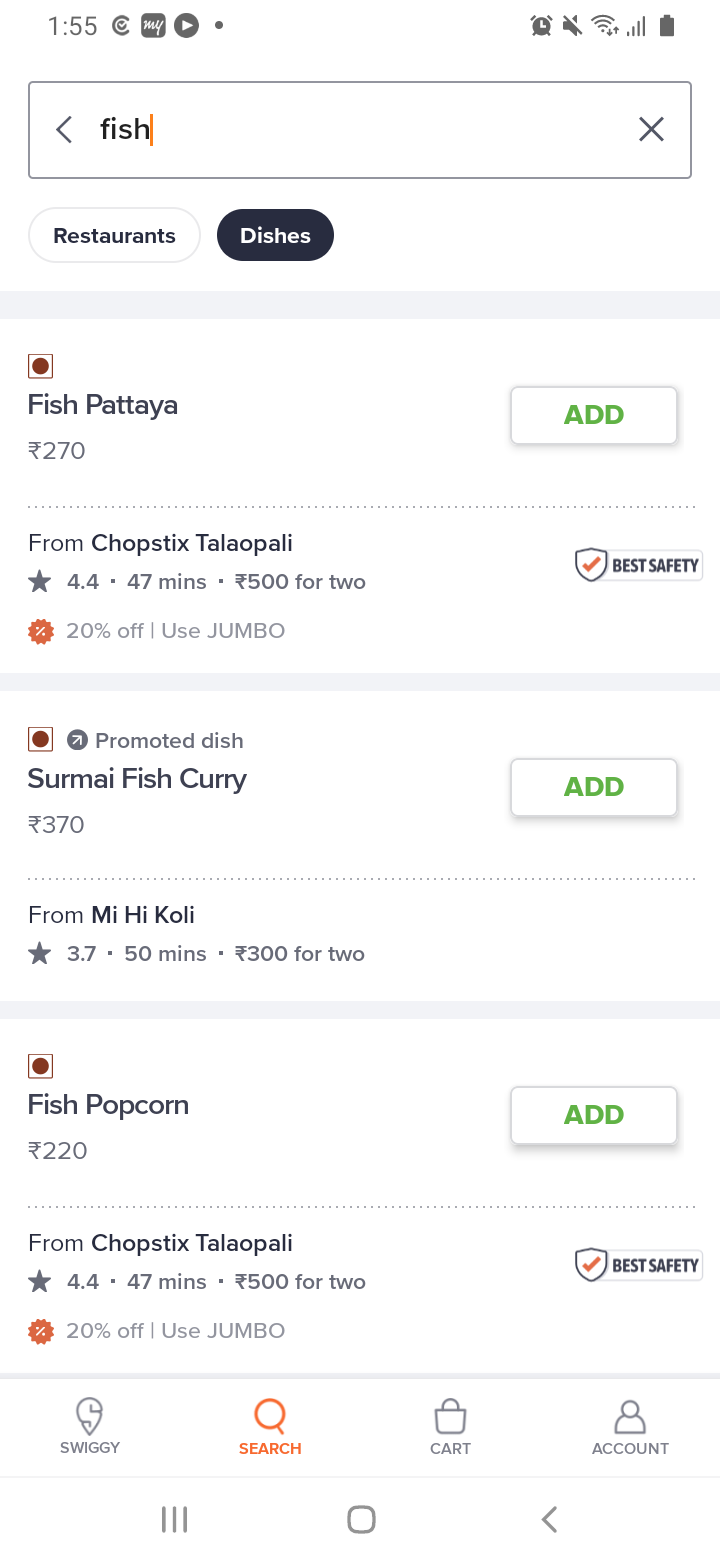 1:55
my
fish
Restaurants
Dishes
Fish Pattaya
ADD
₹270
From Chopstix Talaopali
BEST SAFETY
4.4 · 47 mins · ₹500 for two
20% off | Use JUMBO
Promoted dish
Surmai Fish Curry
ADD
₹370
From Mi Hi Koli
3.7 · 50 mins · ₹300 for two
Fish Popcorn
ADD
₹220
From Chopstix Talaopali
BEST SAFETY
4.4 · 47 mins · ₹500 for two
20% off | Use JUMBO
SWIGGY
SEARCH
CART
ACCOUNT